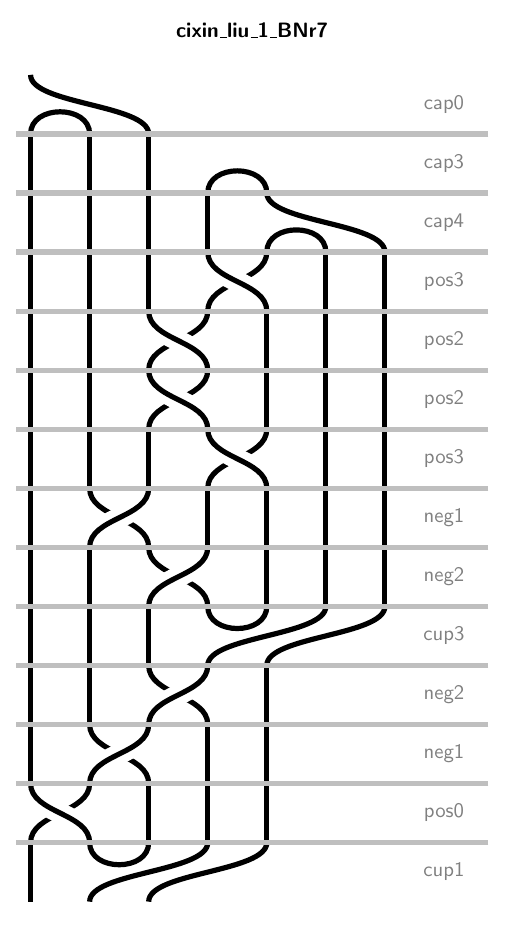 cixin_liu_1_BNr7
cap0
cap3
cap4
pos3
pos2
pos2
pos3
neg1
neg2
cup3
neg2
neg1
pos0
cup1